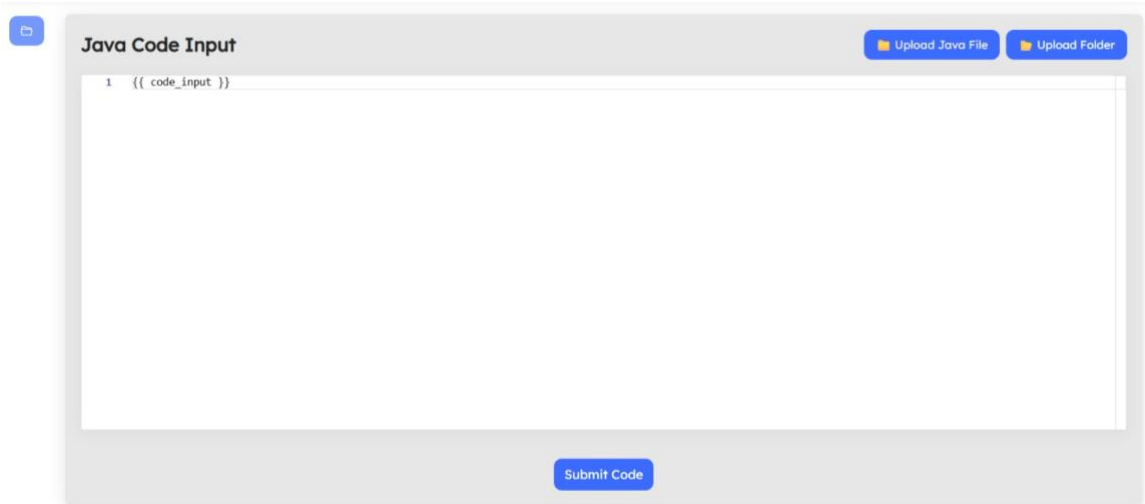 Java Code Input
Upload Java File
Upload Folder
1 {{ code_input }}
Submit Code